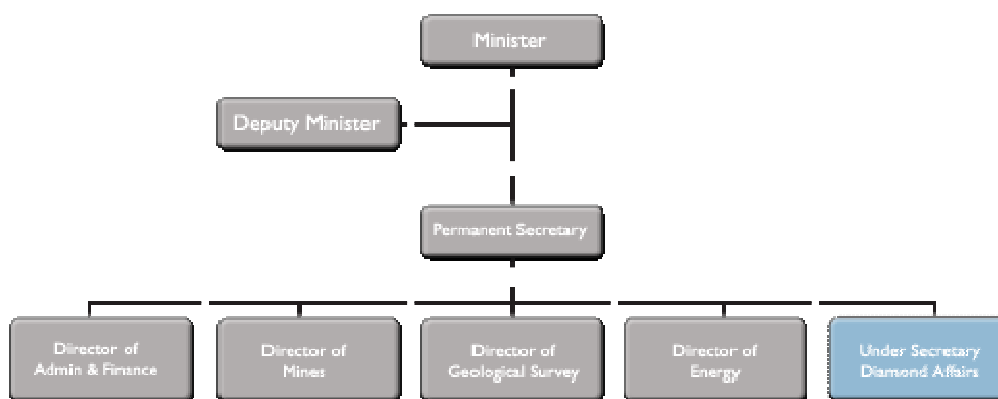 Minister
Deputy Minister
Permanent Secretary
Director of
Admin & Finance
Director of
Mines
Director of
Geological Survey
Director of
Energy
Under Secretary
Diamond Affairs